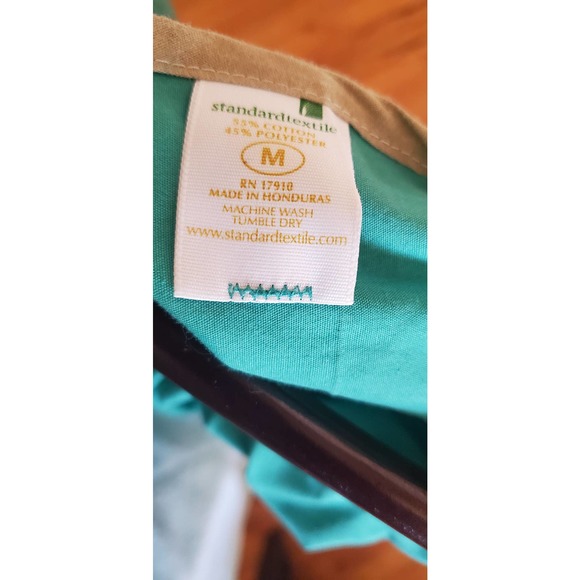 standardtextile
55% COTTON
45% POLYESTER
M
RN 17910
MADE IN HONDURAS
MACHINE WASH
TUMBLE DRY
www.standardtextile.com